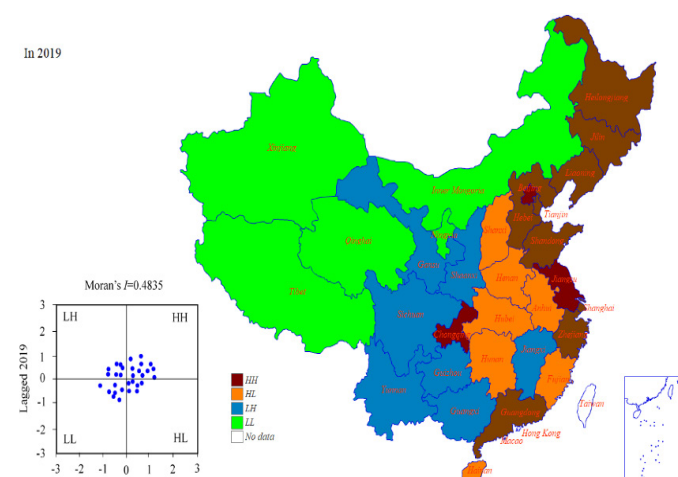 In 2019
Heilongjiang
Jilin
Liaoning
Xinjiang
Inner Mongolia
Beijing
Tianjin
Hebei
Shanxi
Shandong
Qinghai
Gansu
Shaanxi
Henan
Jiangsu
Tibet
Moran's I=0.4835
Anhui
Shanghai
Sichuan
Hubei
Chongqing
Zhejiang
Hunan
Jiangxi
Guizhou
Fujian
Yunnan
Guangxi
Guangdong
Taiwan
Hong Kong
Macao
Hainan
Lagged 2019
3
2
1
0
-1
-2
-3
LH
HH
LL
HL
-3 -2 -1 0 1 2 3
HH
HL
LH
LL
No data